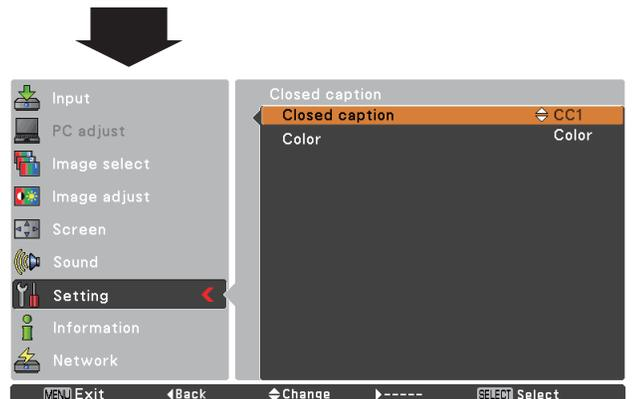 Input
PC adjust
Image select
Image adjust
Screen
Sound
Setting
Information
Network
Closed caption
Closed caption CC1
Color Color
MENU Exit Back Change ----- SELECT Select